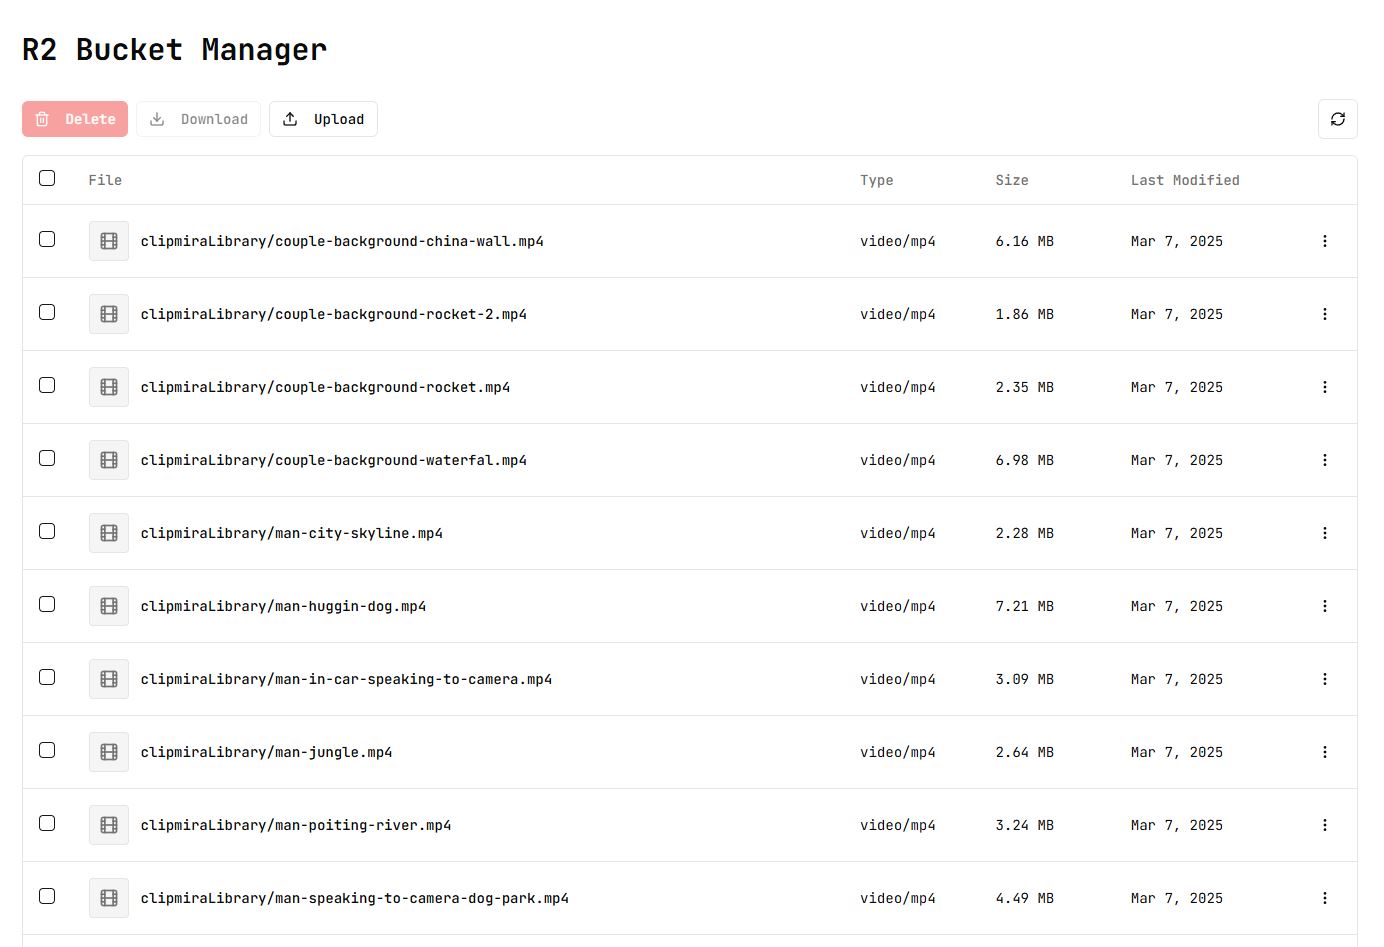 R2 Bucket Manager
Delete Download Upload
File Type Size Last Modified
clipmiraLibrary/couple-background-china-wall.mp4 video/mp4 6.16 MB Mar 7, 2025
clipmiraLibrary/couple-background-rocket-2.mp4 video/mp4 1.86 MB Mar 7, 2025
clipmiraLibrary/couple-background-rocket.mp4 video/mp4 2.35 MB Mar 7, 2025
clipmiraLibrary/couple-background-waterfal.mp4 video/mp4 6.98 MB Mar 7, 2025
clipmiraLibrary/man-city-skyline.mp4 video/mp4 2.28 MB Mar 7, 2025
clipmiraLibrary/man-huggin-dog.mp4 video/mp4 7.21 MB Mar 7, 2025
clipmiraLibrary/man-in-car-speaking-to-camera.mp4 video/mp4 3.09 MB Mar 7, 2025
clipmiraLibrary/man-jungle.mp4 video/mp4 2.64 MB Mar 7, 2025
clipmiraLibrary/man-poiting-river.mp4 video/mp4 3.24 MB Mar 7, 2025
clipmiraLibrary/man-speaking-to-camera-dog-park.mp4 video/mp4 4.49 MB Mar 7, 2025